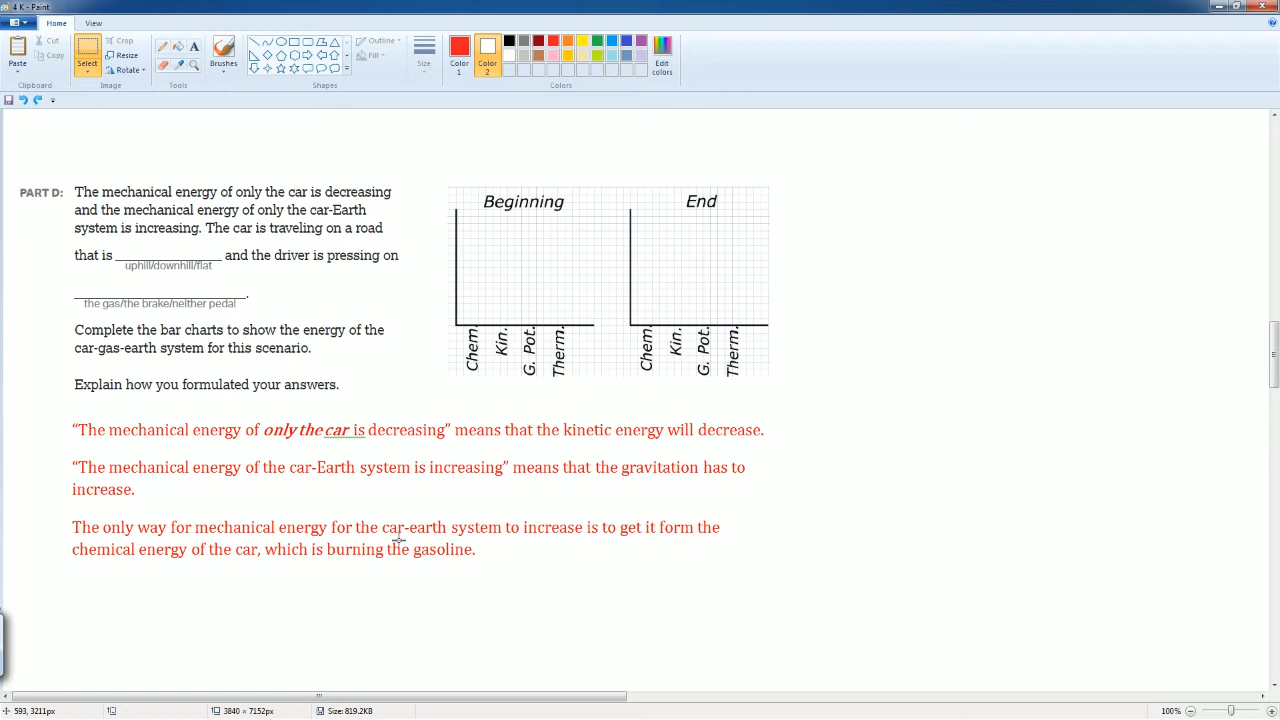 4 K - Paint
Home
View
Paste
Cut
Copy
Clipboard
Select
Crop
Resize
Rotate
Image
A
Tools
Brushes
Shapes
Outline
Fill
Size
Color
1
Color
2
Edit
colors
Colors
PART D:
The mechanical energy of only the car is decreasing
and the mechanical energy of only the car-Earth
system is increasing. The car is traveling on a road
that is ______________ and the driver is pressing on
uphill/downhill/flat
______________________.
the gas/the brake/neither pedal
Complete the bar charts to show the energy of the
car-gas-earth system for this scenario.
Explain how you formulated your answers.
Beginning
Chem.
Kin.
G. Pot.
Therm.
End
Chem.
Kin.
G. Pot.
Therm.
“The mechanical energy of only the car is decreasing” means that the kinetic energy will decrease.
“The mechanical energy of the car-Earth system is increasing” means that the gravitation has to
increase.
The only way for mechanical energy for the car-earth system to increase is to get it form the
chemical energy of the car, which is burning the gasoline.
593, 3211px
3840 × 7152px
Size: 819.2KB
100%